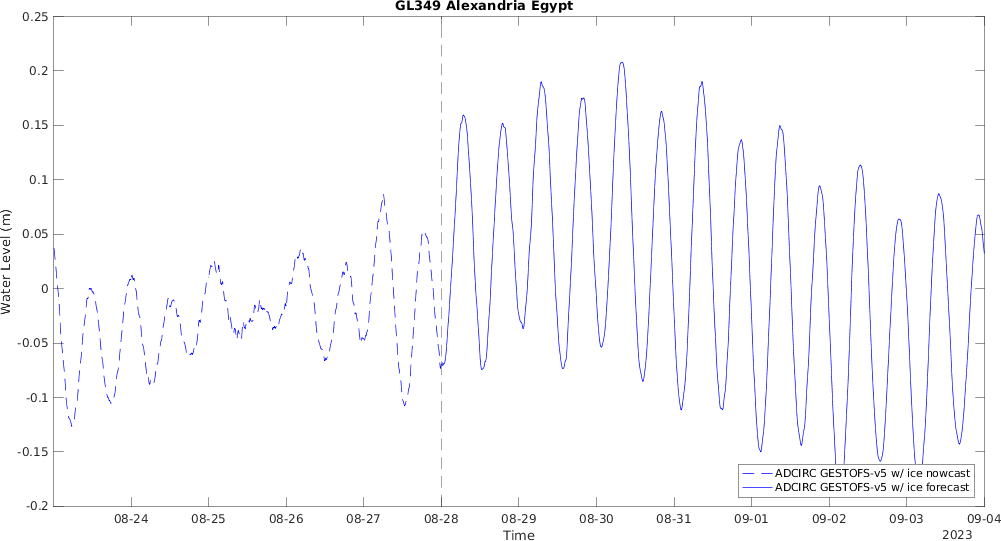 GL349 Alexandria Egypt
0.25
0.2
0.15
0.1
0.05
0
-0.05
-0.1
-0.15
-0.2
Water Level (m)
ADCIRC GESTOFS-v5 w/ ice nowcast
ADCIRC GESTOFS-v5 w/ ice forecast
08-24 08-25 08-26 08-27 08-28 08-29 08-30 08-31 09-01 09-02 09-03 09-04
Time
2023